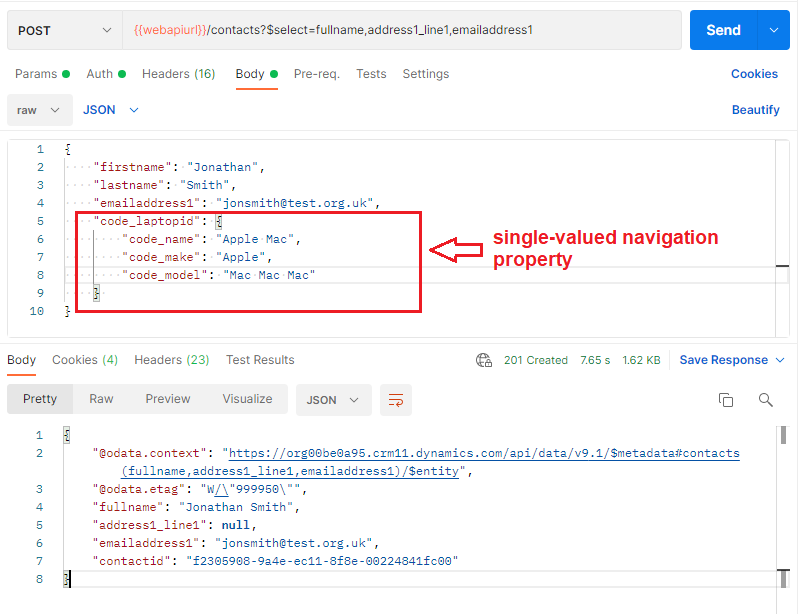 POST {{webapiurl}}/contacts?$select=fullname,address1_line1,emailaddress1 Send
Params Auth Headers (16) Body Pre-req. Tests Settings Cookies
raw JSON Beautify
1 {
2 "firstname": "Jonathan",
3 "lastname": "Smith",
4 "emailaddress1": "jonsmith@test.org.uk",
5 "code_laptopid": {
6 "code_name": "Apple Mac",
7 "code_make": "Apple",
8 "code_model": "Mac Mac Mac"
9 }
10 }
single-valued navigation
property
Body Cookies (4) Headers (23) Test Results 201 Created 7.65 s 1.62 KB Save Response
Pretty Raw Preview Visualize JSON
1 {
2 "@odata.context": "https://org00be0a95.crm11.dynamics.com/api/data/v9.1/$metadata#contacts
(fullname,address1_line1,emailaddress1)/$entity",
3 "@odata.etag": "W/\"999950\"",
4 "fullname": "Jonathan Smith",
5 "address1_line1": null,
6 "emailaddress1": "jonsmith@test.org.uk",
7 "contactid": "f2305908-9a4e-ec11-8f8e-00224841fc00"
8 }